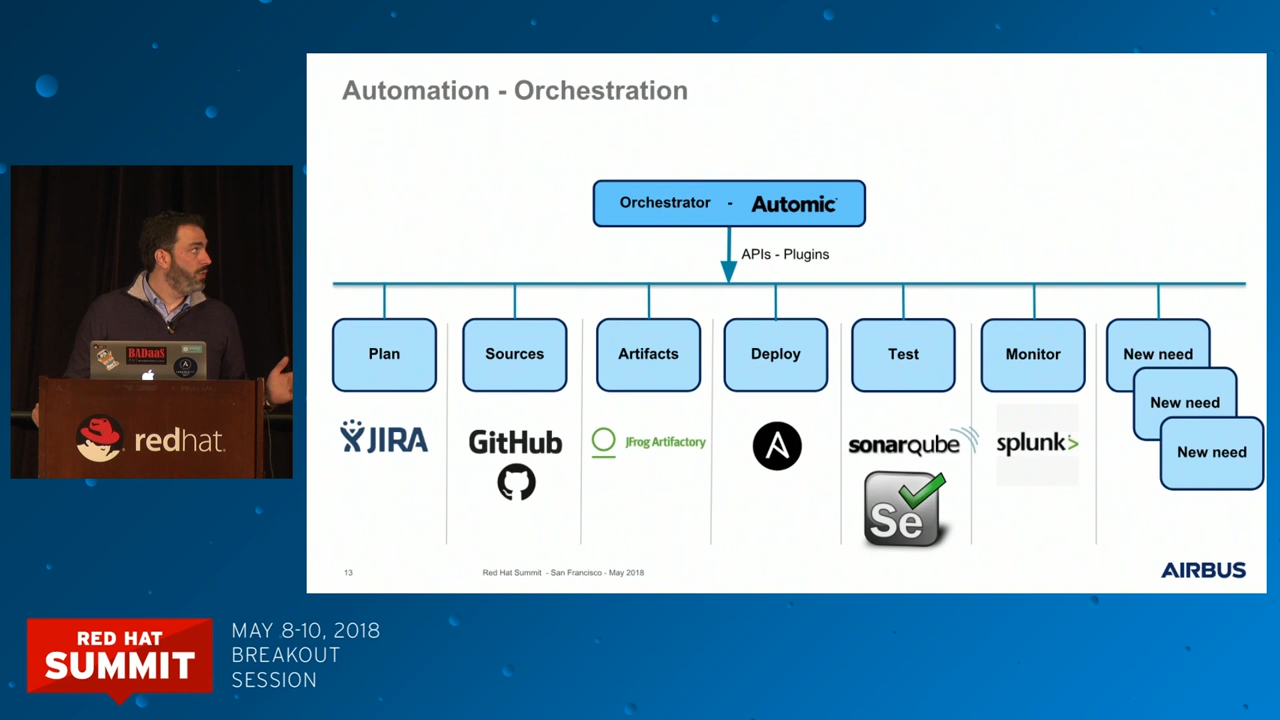 Automation - Orchestration
Orchestrator - Automic
APIs - Plugins
Plan
Sources
Artifacts
Deploy
Test
Monitor
New need
New need
New need
JIRA
GitHub
JFrog Artifactory
sonarqube
splunk>
Se
13
Red Hat Summit - San Francisco - May 2018
AIRBUS
BADaaS
redhat.
RED HAT
SUMMIT
MAY 8-10, 2018
BREAKOUT
SESSION